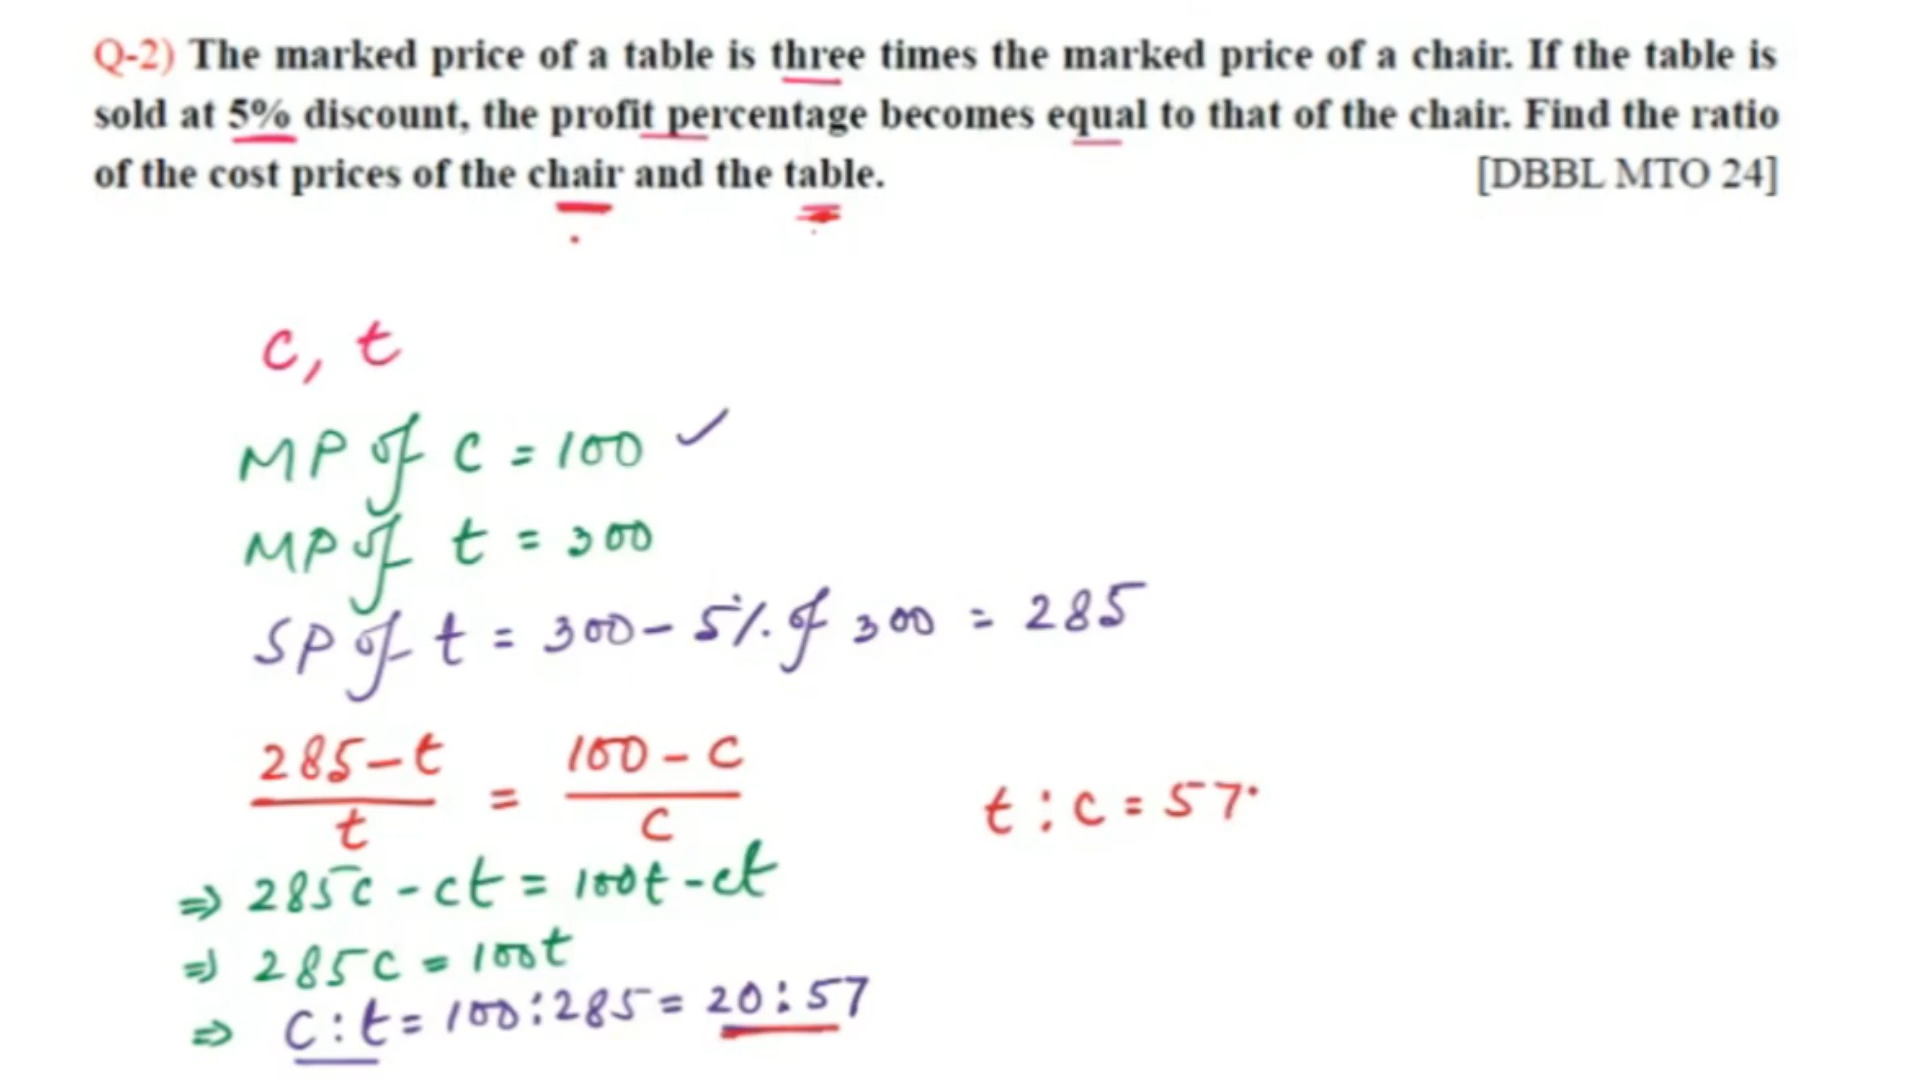 Q-2) The marked price of a table is three times the marked price of a chair. If the table is
sold at 5% discount, the profit percentage becomes equal to that of the chair. Find the ratio
of the cost prices of the chair and the table. [DBBL MTO 24]
c, t
MP of c = 100 ✓
MP of t = 300
SP of t = 300 - 5% of 300 = 285
285-t / t = 100-c / c
t : c = 57
⇒ 285c - ct = 100t - ct
⇒ 285c = 100t
⇒ c : t = 100 : 285 = 20 : 57